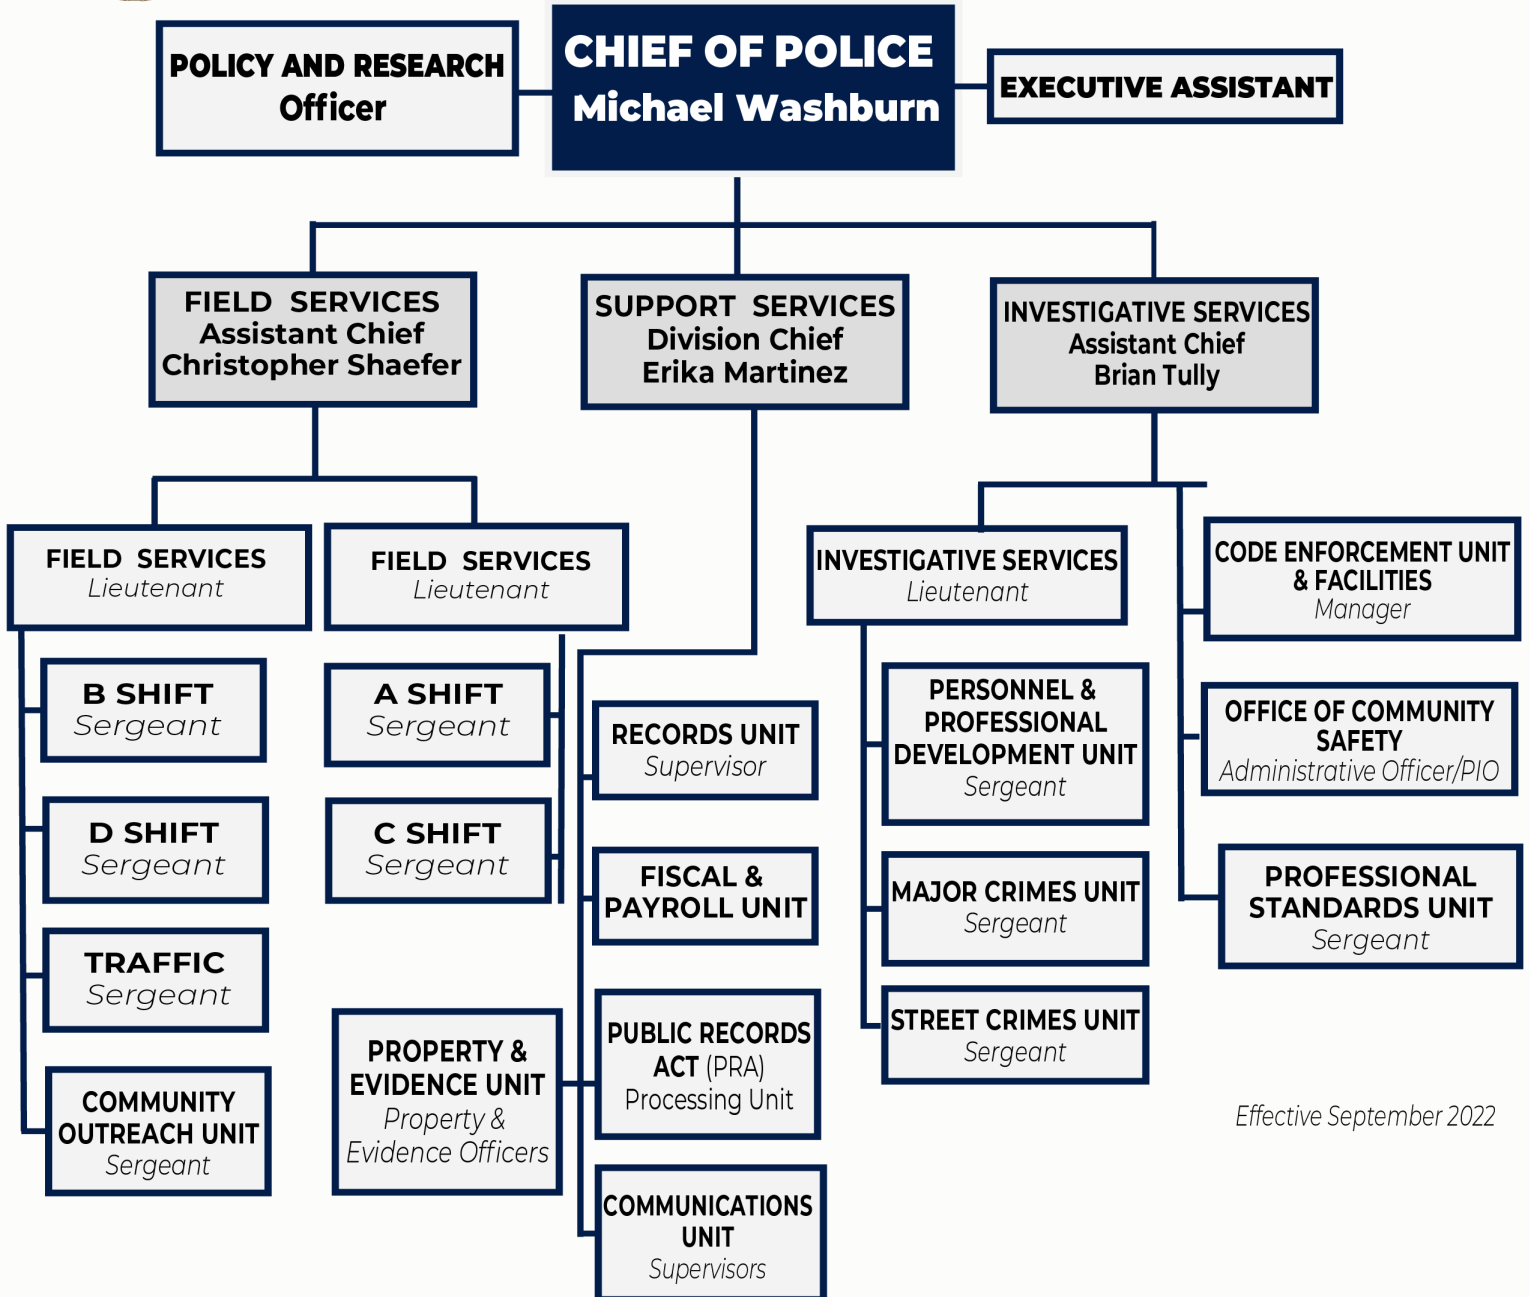 POLICY AND RESEARCH
Officer
CHIEF OF POLICE
Michael Washburn
EXECUTIVE ASSISTANT
FIELD SERVICES
Assistant Chief
Christopher Shaefer
SUPPORT SERVICES
Division Chief
Erika Martinez
INVESTIGATIVE SERVICES
Assistant Chief
Brian Tully
FIELD SERVICES
Lieutenant
B SHIFT
Sergeant
D SHIFT
Sergeant
TRAFFIC
Sergeant
COMMUNITY
OUTREACH UNIT
Sergeant
FIELD SERVICES
Lieutenant
A SHIFT
Sergeant
C SHIFT
Sergeant
PROPERTY &
EVIDENCE UNIT
Property &
Evidence Officers
RECORDS UNIT
Supervisor
FISCAL &
PAYROLL UNIT
PUBLIC RECORDS
ACT (PRA)
Processing Unit
COMMUNICATIONS
UNIT
Supervisors
INVESTIGATIVE SERVICES
Lieutenant
PERSONNEL &
PROFESSIONAL
DEVELOPMENT UNIT
Sergeant
MAJOR CRIMES UNIT
Sergeant
STREET CRIMES UNIT
Sergeant
CODE ENFORCEMENT UNIT
& FACILITIES
Manager
OFFICE OF COMMUNITY
SAFETY
Administrative Officer/PIO
PROFESSIONAL
STANDARDS UNIT
Sergeant
Effective September 2022